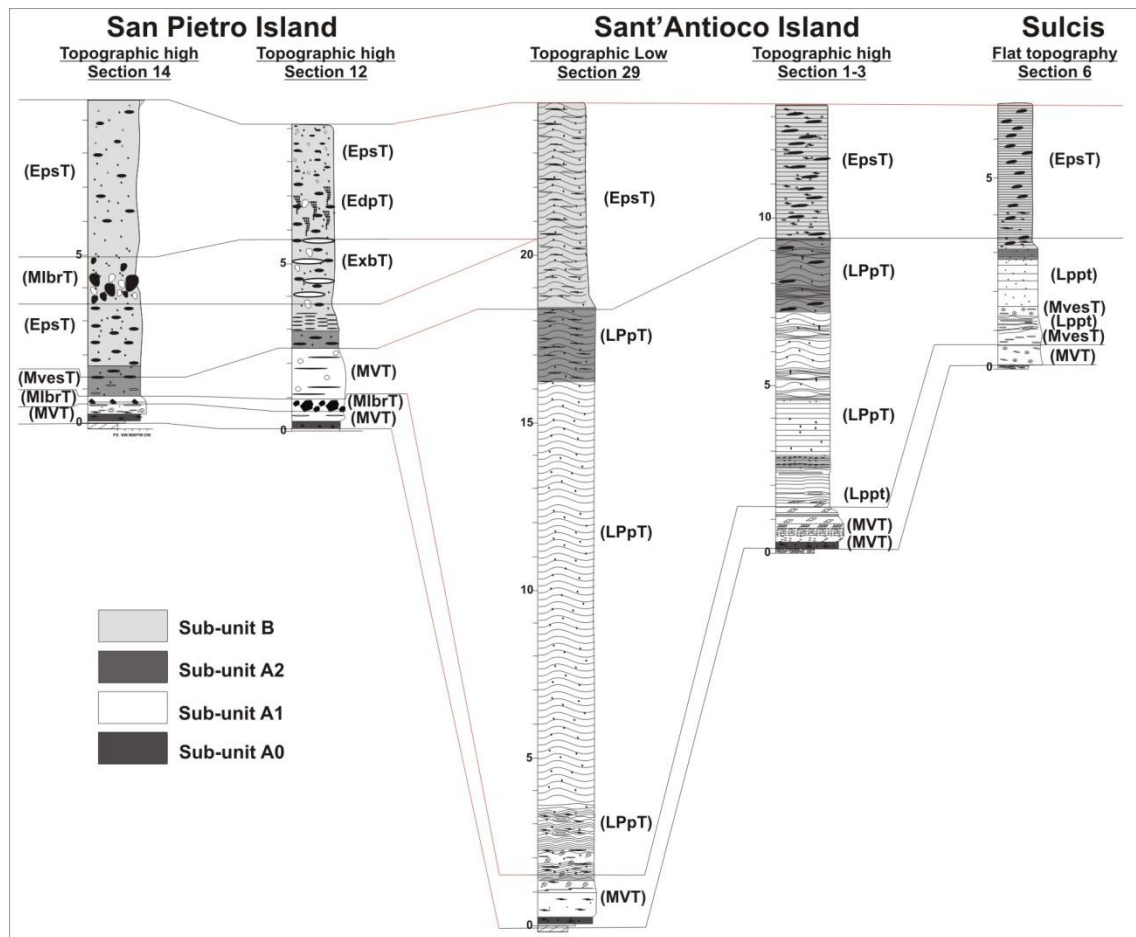 San Pietro Island
Sant'Antioco Island
Sulcis
Topographic high
Section 14
Topographic high
Section 12
Topographic Low
Section 29
Topographic high
Section 1-3
Flat topography
Section 6
(EpsT)
5
(MlbrT)
(EpsT)
(MvesT)
(MlbrT)
(MVT)
0
(EpsT)
(EdpT)
5
(ExbT)
(MVT)
(MlbrT)
(MVT)
0
(EpsT)
20
(LPpT)
15
(LPpT)
10
5
(LPpT)
(MVT)
0
(EpsT)
10
(LPpT)
5
(LPpT)
(Lppt)
(MVT)
(MVT)
0
(EpsT)
5
(Lppt)
(MvesT)
(Lppt)
(MvesT)
(MVT)
0
Sub-unit B
Sub-unit A2
Sub-unit A1
Sub-unit A0